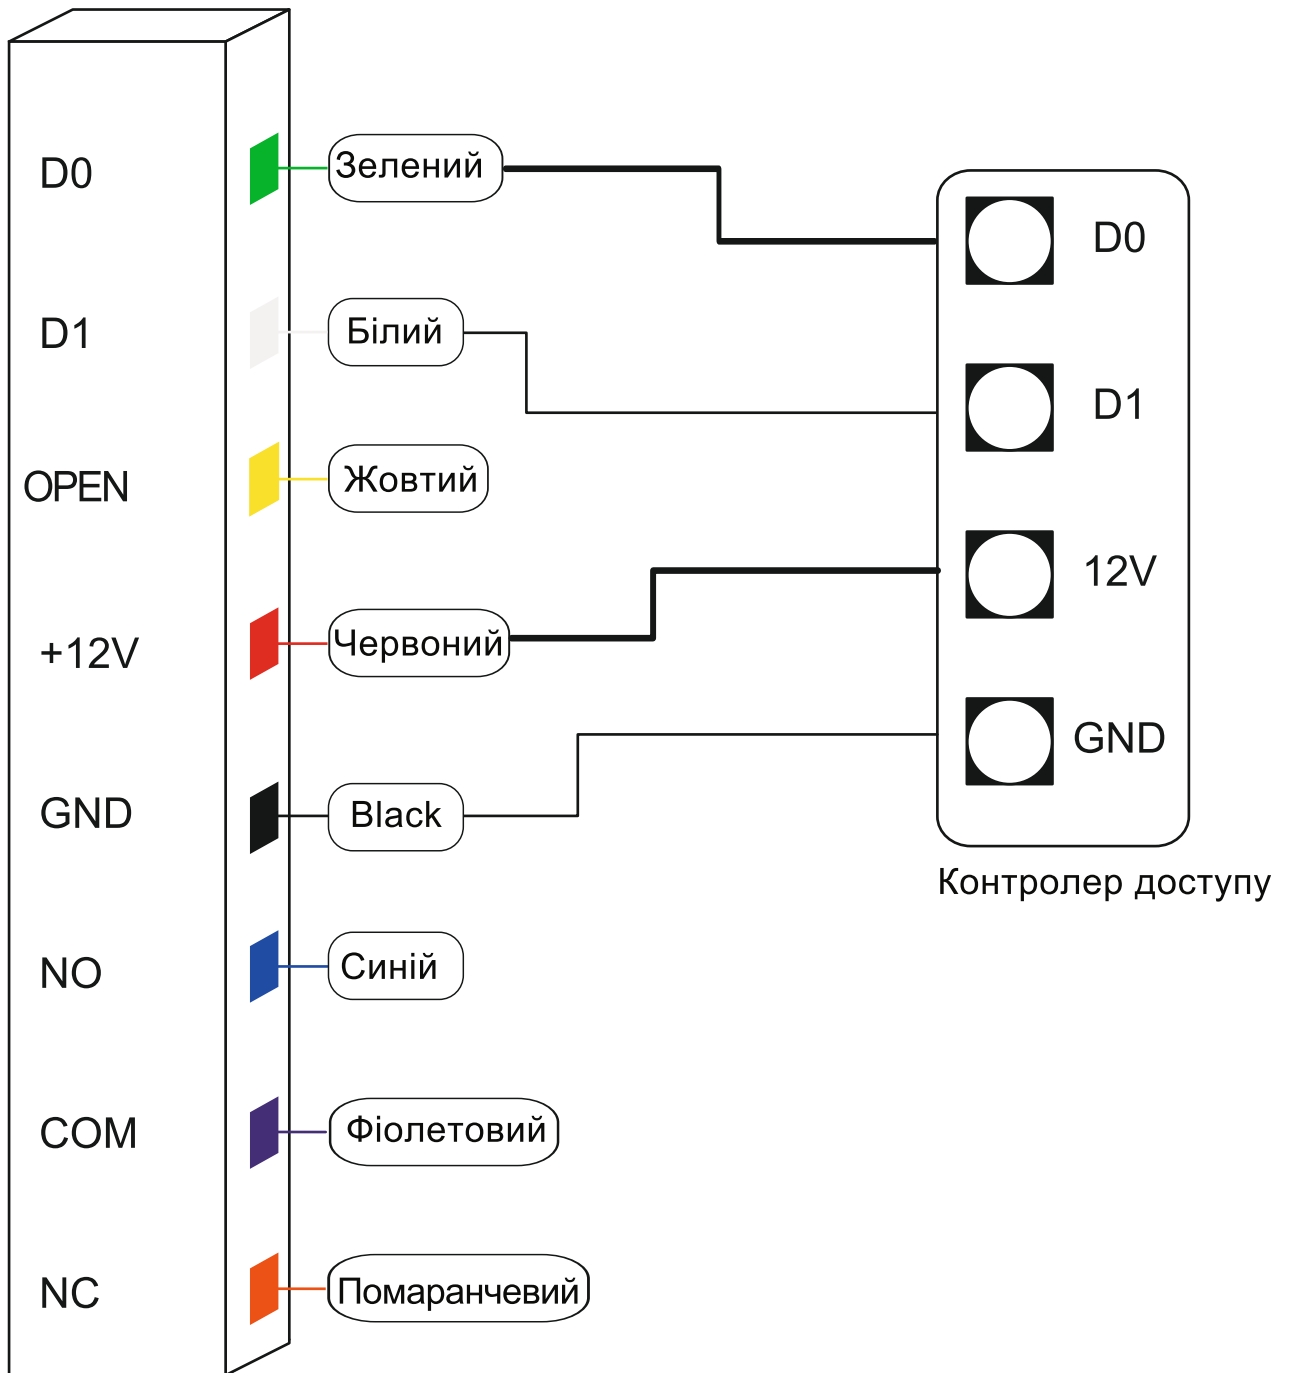 D0
Зелений
D0
D1
Білий
D1
OPEN
Жовтий
12V
+12V
Червоний
GND
GND
Black
Контролер доступу
NO
Синій
COM
Фіолетовий
NC
Помаранчевий